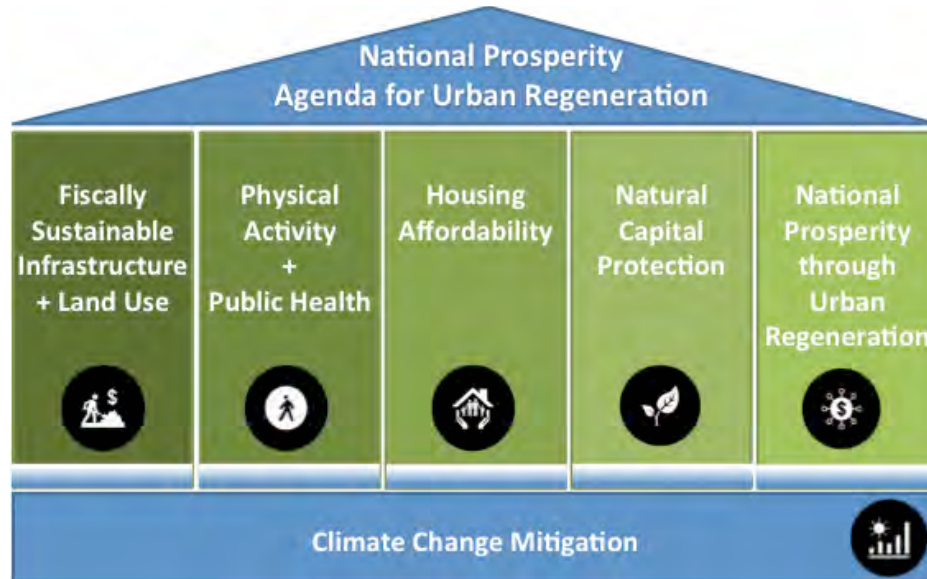 National Prosperity
Agenda for Urban Regeneration
Fiscally
Sustainable
Infrastructure
+ Land Use
Physical
Activity
+
Public Health
Housing
Affordability
Natural
Capital
Protection
National
Prosperity
through
Urban
Regeneration
$
$
Climate Change Mitigation